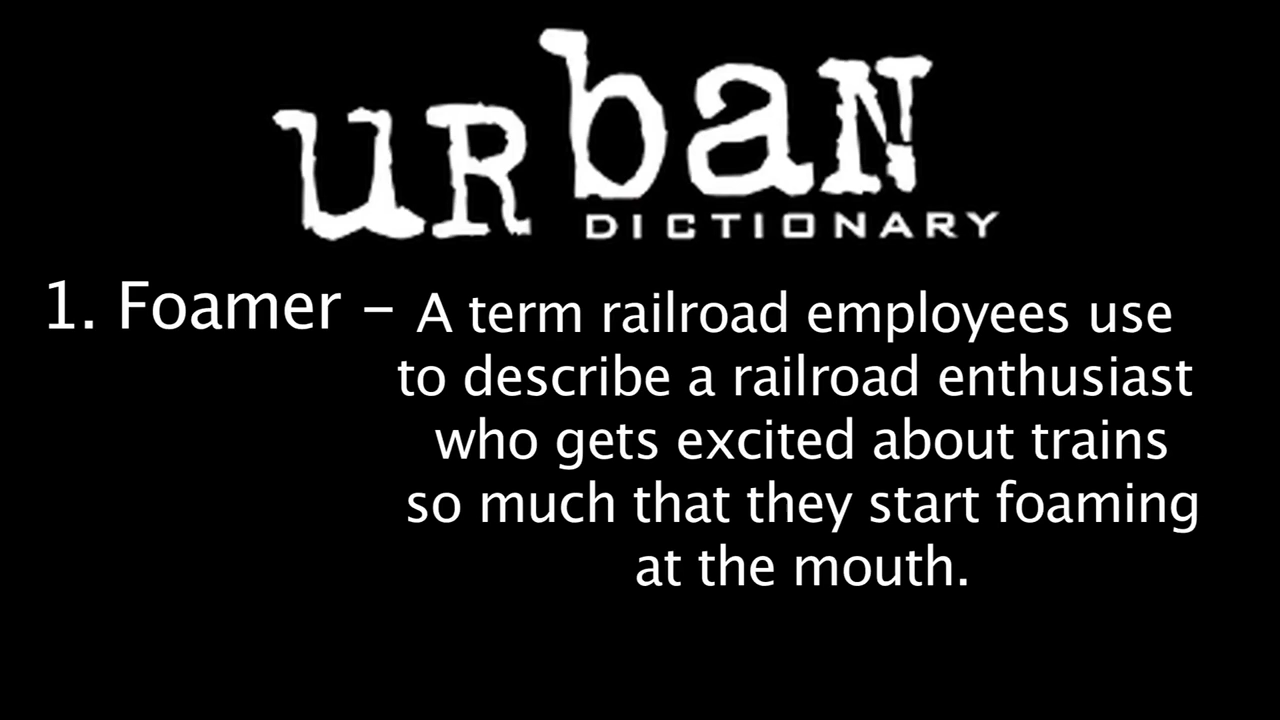 urban
DICTIONARY
1. Foamer – A term railroad employees use
to describe a railroad enthusiast
who gets excited about trains
so much that they start foaming
at the mouth.